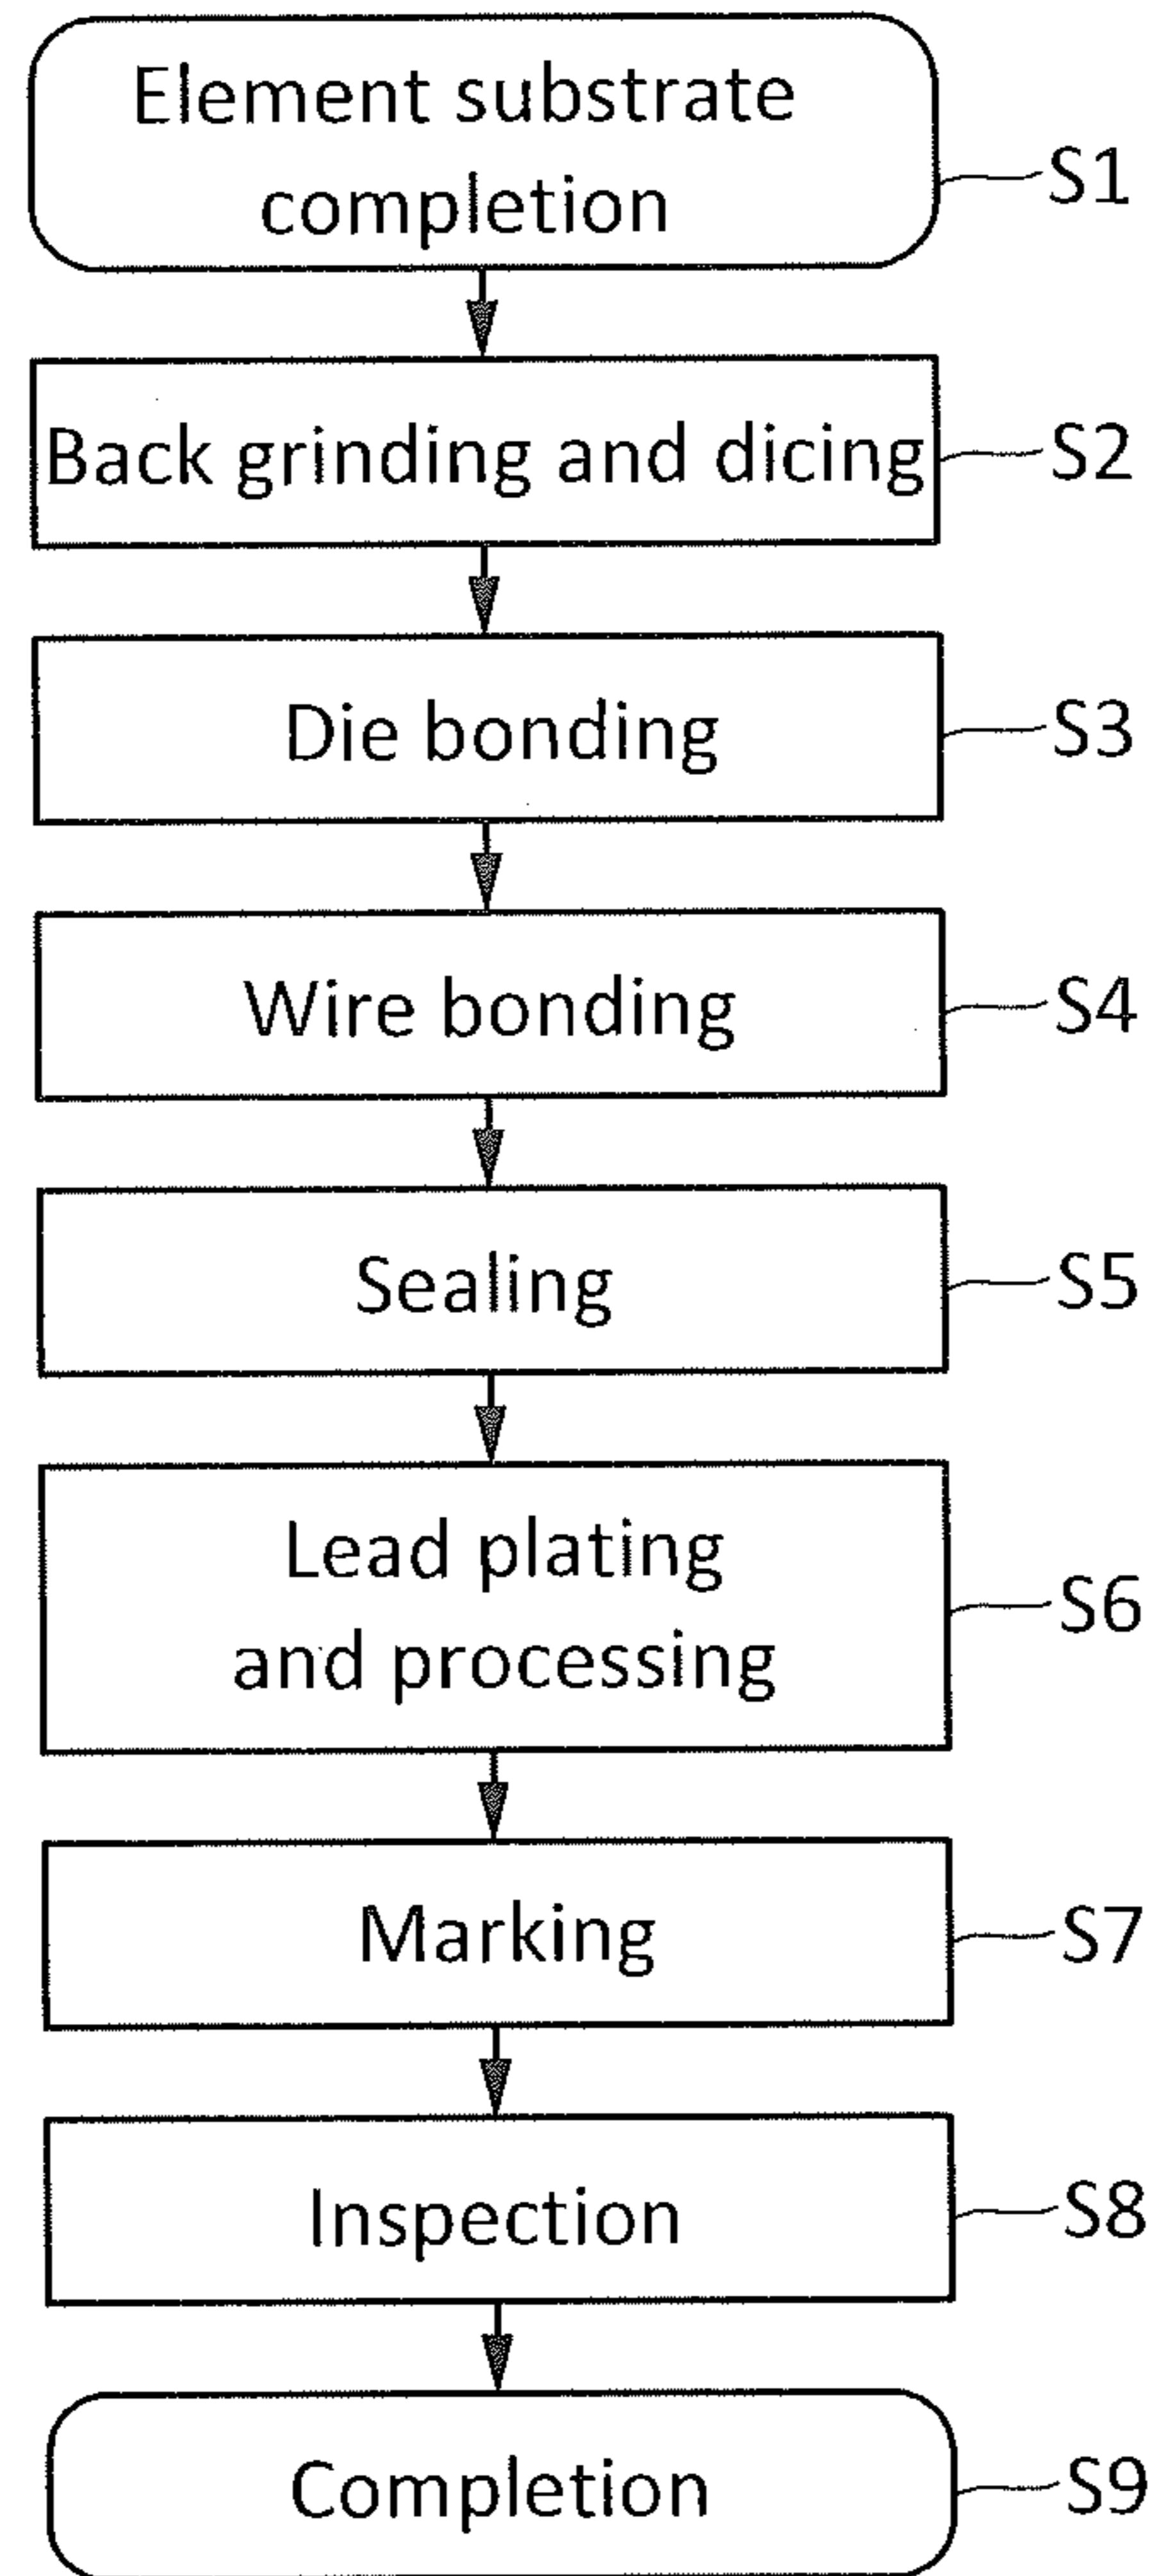 Element substrate
completion
S1
Back grinding and dicing
S2
Die bonding
S3
Wire bonding
S4
Sealing
S5
Lead plating
and processing
S6
Marking
S7
Inspection
S8
Completion
S9